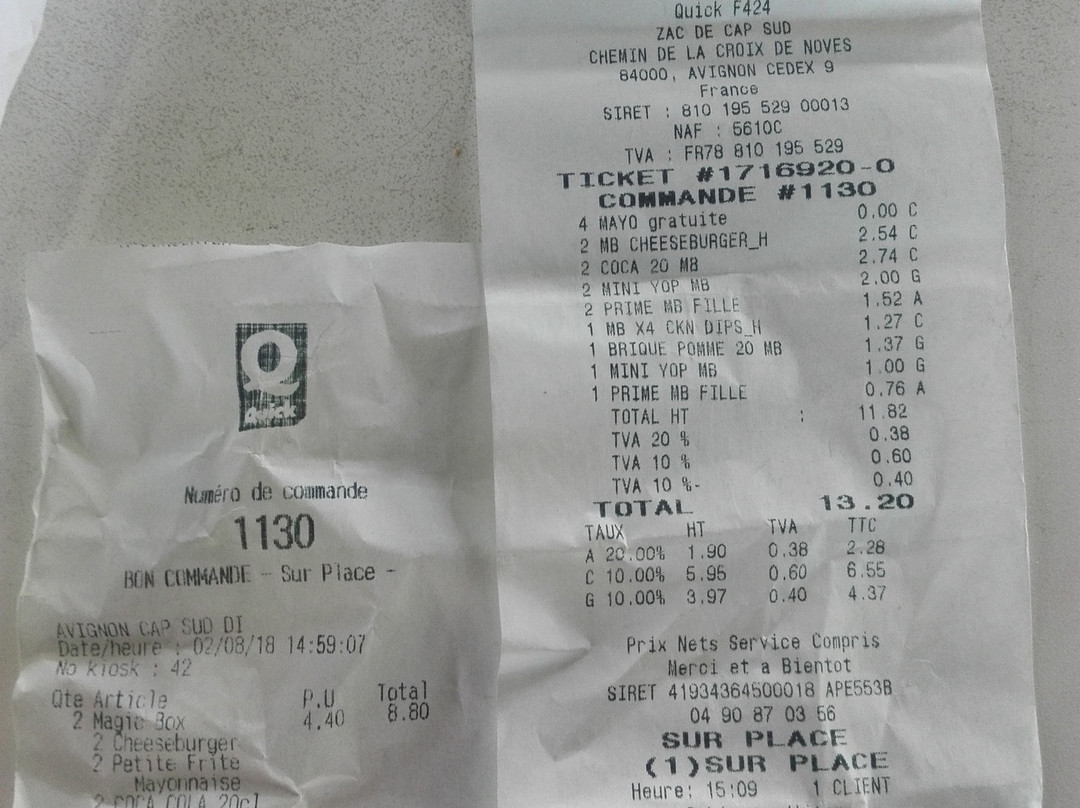 Quick
Numéro de commande
1130
BON COMMANDE - Sur Place -
AVIGNON CAP SUD DI
Date/heure : 02/08/18 14:59:07
No kiosk : 42
Qte Article P.U Total
2 Magic Box 4.40 8.80
2 Cheeseburger
2 Petite Frite
Mayonnaise
2 COCA COLA 20cl
Quick F424
ZAC DE CAP SUD
CHEMIN DE LA CROIX DE NOVES
84000, AVIGNON CEDEX 9
France
SIRET : 810 195 529 00013
NAF : 5610C
TVA : FR78 810 195 529
TICKET #1716920-0
COMMANDE #1130
4 MAYO gratuite 0.00 C
2 MB CHEESEBURGER_H 2.54 C
2 COCA 20 MB 2.74 C
2 MINI YOP MB 2.00 G
2 PRIME MB FILLE 1.52 A
1 MB X4 CKN DIPS_H 1.27 C
1 BRIQUE POMME 20 MB 1.37 G
1 MINI YOP MB 1.00 G
1 PRIME MB FILLE 0.76 A
TOTAL HT : 11.82
TVA 20 % 0.38
TVA 10 % 0.60
TVA 10 %- 0.40
TOTAL 13.20
TAUX HT TVA TTC
A 20.00% 1.90 0.38 2.28
C 10.00% 5.95 0.60 6.55
G 10.00% 3.97 0.40 4.37
Prix Nets Service Compris
Merci et a Bientot
SIRET 41934364500018 APE553B
04 90 87 03 56
SUR PLACE
(1)SUR PLACE
Heure: 15:09 1 CLIENT